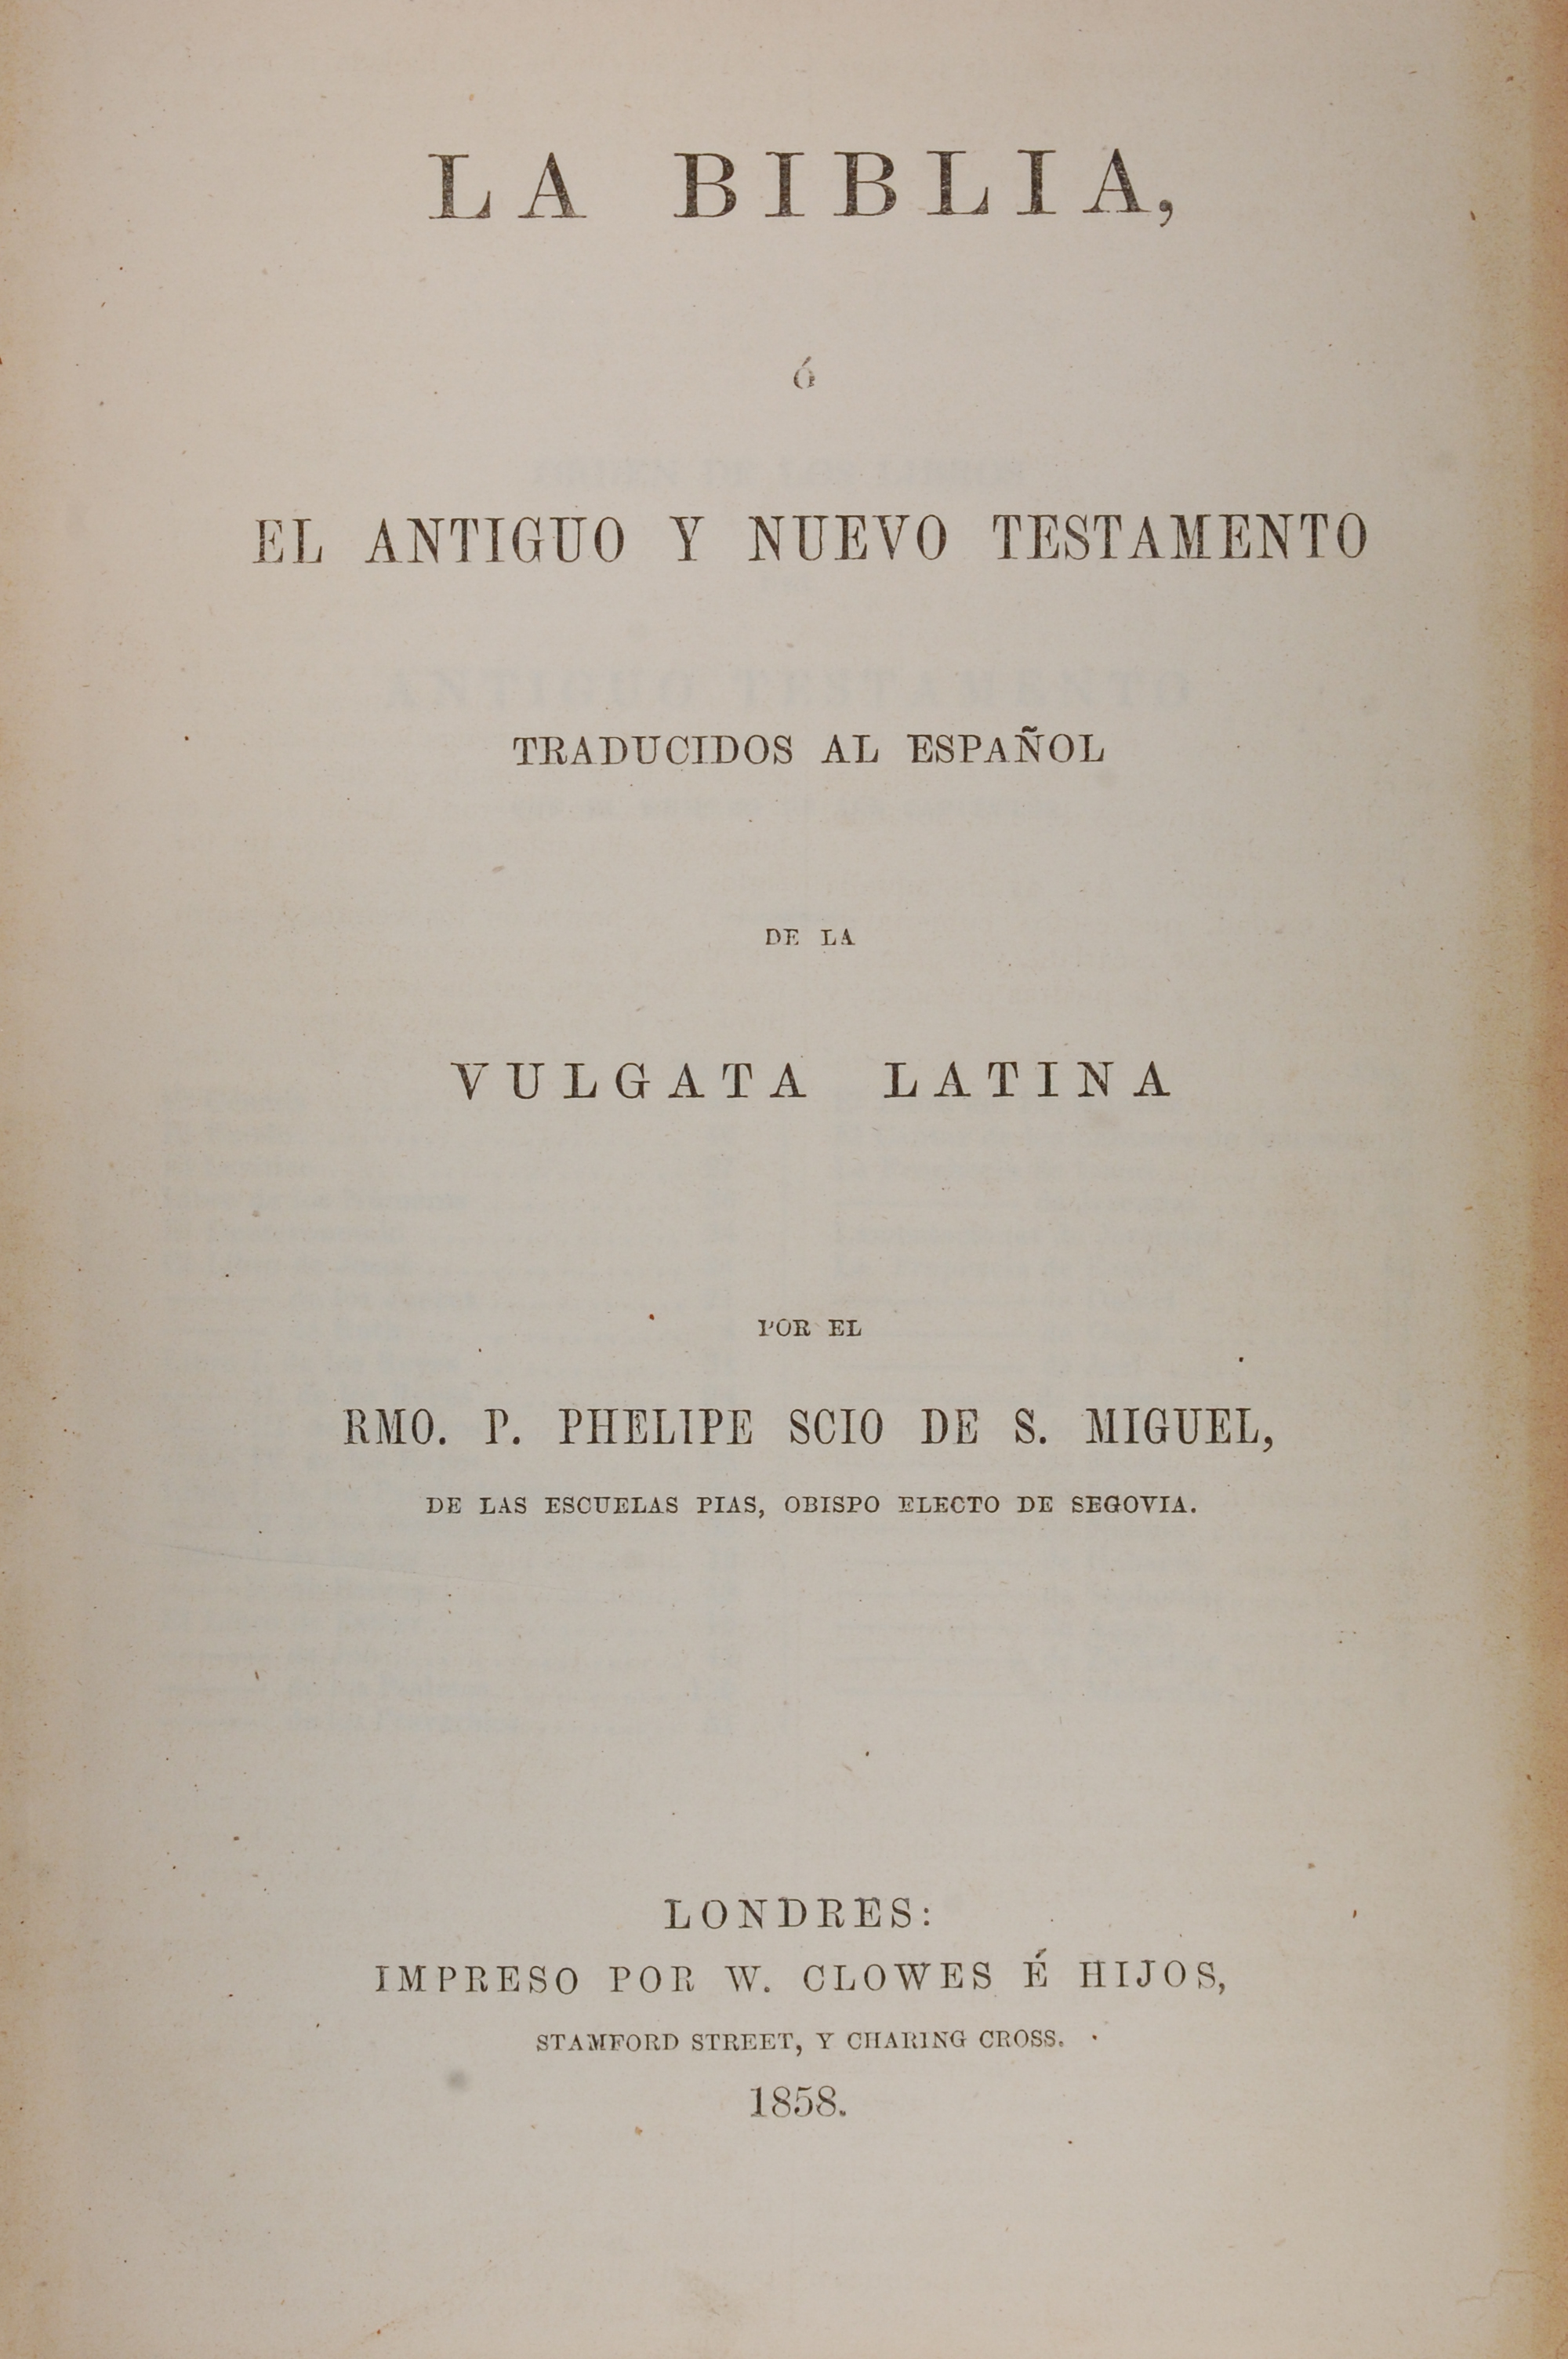 LA BIBLIA,
Ó
EL ANTIGUO Y NUEVO TESTAMENTO
TRADUCIDOS AL ESPAÑOL
DE LA
VULGATA LATINA
POR EL
RMO. P. PHELIPE SCIO DE S. MIGUEL,
DE LAS ESCUELAS PIAS, OBISPO ELECTO DE SEGOVIA.
LONDRES:
IMPRESO POR W. CLOWES É HIJOS,
STAMFORD STREET, Y CHARING CROSS.
1858.